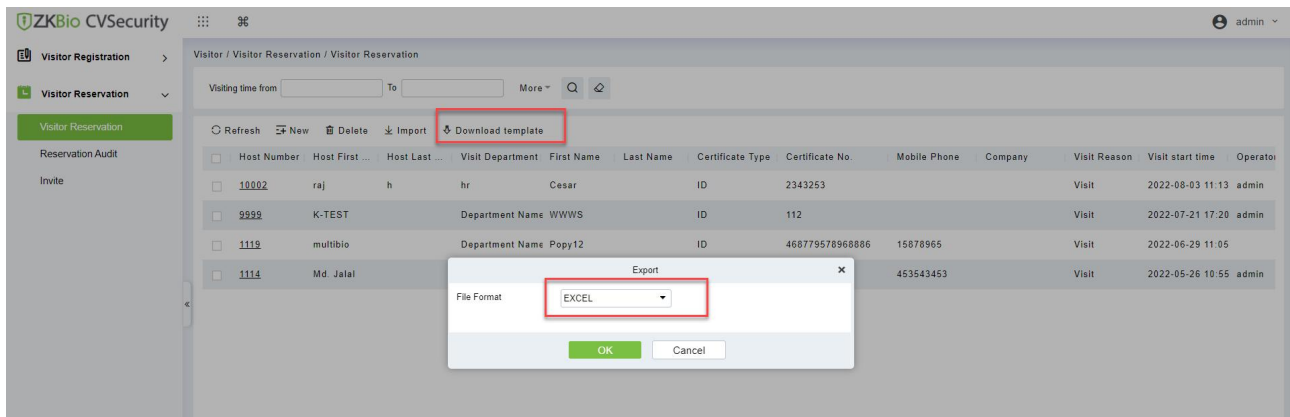 ZKBio CVSecurity
admin
Visitor Registration
Visitor / Visitor Reservation / Visitor Reservation
Visitor Reservation
Visiting time from To More
Visitor Reservation
Refresh New Delete Import Download template
Reservation Audit
Host Number Host First ... Host Last ... Visit Department First Name Last Name Certificate Type Certificate No. Mobile Phone Company Visit Reason Visit start time Operator
Invite
10002 raj h hr Cesar ID 2343253 Visit 2022-08-03 11:13 admin
9999 K-TEST Department Name WWWS ID 112 Visit 2022-07-21 17:20 admin
1119 multibio Department Name Popy12 ID 468779578968886 15878965 Visit 2022-06-29 11:05
1114 Md. Jalal 453543453 Visit 2022-05-26 10:55 admin
Export
File Format EXCEL
OK Cancel